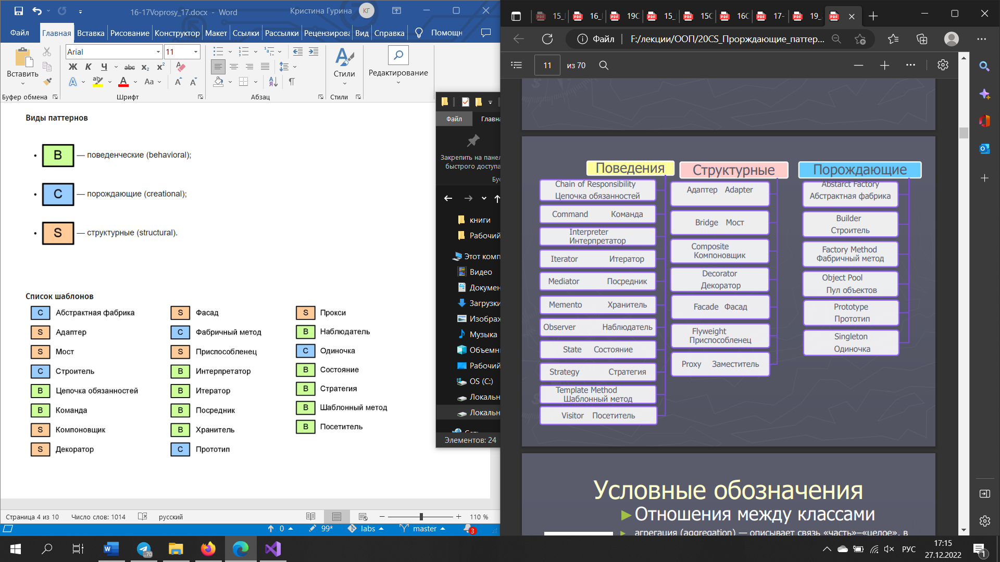 16-17Voprosy_17.docx - Word
Кристина Гурина
КГ
Файл Главная Вставка Рисование Конструктор Макет Ссылки Рассылки Рецензирова Вид Справка Помощн
Вставить
Буфер обмена
Arial 11
Ж К Ч abc x₂ x²
Aa
Шрифт
Абзац
Стили
Стили
Редактирование
Виды паттернов
B — поведенческие (behavioral);
C — порождающие (creational);
S — структурные (structural).
Список шаблонов
C Абстрактная фабрика
S Адаптер
S Мост
C Строитель
B Цепочка обязанностей
B Команда
S Компоновщик
S Декоратор
S Фасад
C Фабричный метод
S Приспособленец
B Интерпретатор
B Итератор
B Посредник
B Хранитель
C Прототип
S Прокси
B Наблюдатель
C Одиночка
B Состояние
B Стратегия
B Шаблонный метод
B Посетитель
Страница 4 из 10 Число слов: 1014 русский 110 %
0 99* labs master 3
Файл Главн
Закрепить на панел
быстрого доступа
Бус
книги
Рабочий
Этот комп
Видео
Докумен
Загрузки
Изображ
Музыка
Объемн
Рабочий
OS (C:)
Локальн
Локальн
Элементов: 24
15_ 16_ 19C 15_ 15C 16C 17- 19_
Файл F:/лекции/ООП/20CS_Прорждающие_паттер...
11 из 70
Поведения
Chain of Responsibility
Цепочка обязанностей
Command Команда
Interpreter
Интерпретатор
Iterator Итератор
Mediator Посредник
Memento Хранитель
Observer Наблюдатель
State Состояние
Strategy Стратегия
Template Method
Шаблонный метод
Visitor Посетитель
Структурные
Адаптер Adapter
Bridge Мост
Composite
Компоновщик
Decorator
Декоратор
Facade Фасад
Flyweight
Приспособленец
Proxy Заместитель
Порождающие
Abstarct Factory
Абстрактная фабрика
Builder
Строитель
Factory Method
Фабричный метод
Object Pool
Пул объектов
Prototype
Прототип
Singleton
Одиночка
Условные обозначения
Отношения между классами
агрегация (aggregation) — описывает связь «часть»–«целое», в
70
РУС
17:15
27.12.2022
1